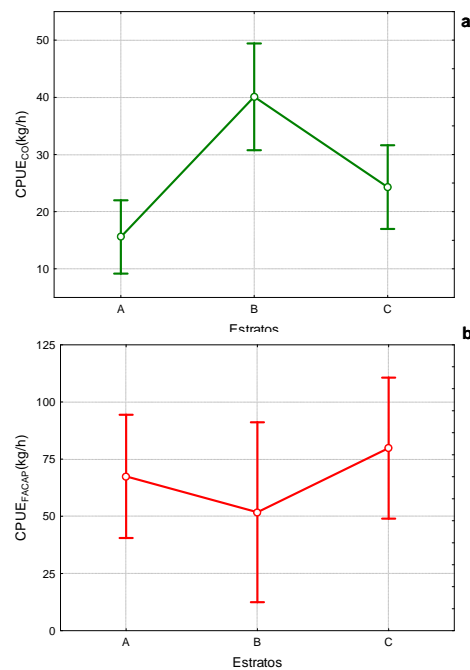 a
50
40
30
20
10
CPUE_CO(kg/h)
A B C
Estratos
b
125
100
75
50
25
0
CPUE_FACAP(kg/h)
A B C
Estratos